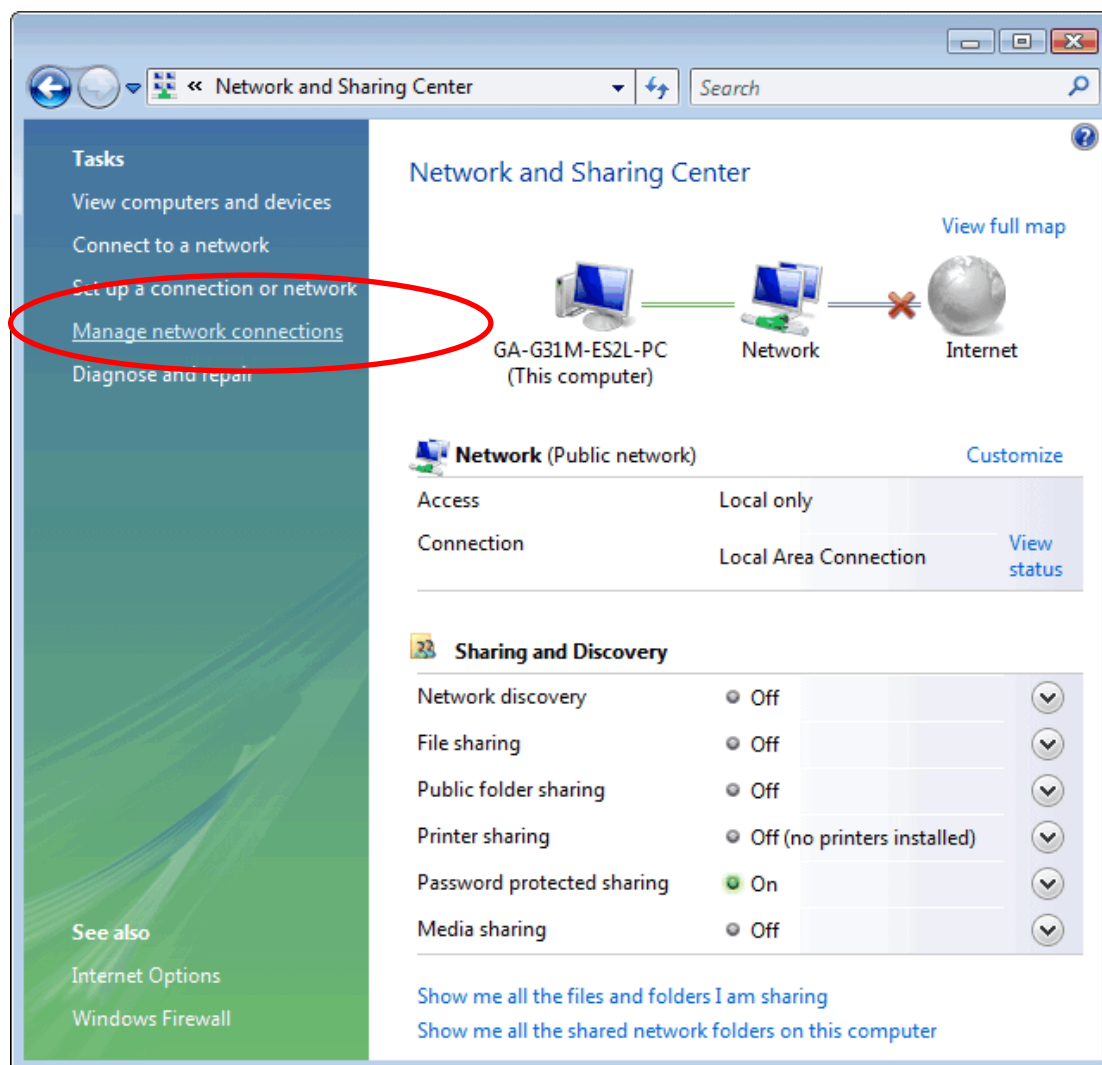 « Network and Sharing Center
Search
Tasks
View computers and devices
Connect to a network
Set up a connection or network
Manage network connections
Diagnose and repair
See also
Internet Options
Windows Firewall
Network and Sharing Center
View full map
GA-G31M-ES2L-PC
(This computer)
Network
Internet
Network (Public network)
Customize
Access
Local only
Connection
Local Area Connection
View
status
Sharing and Discovery
Network discovery
Off
File sharing
Off
Public folder sharing
Off
Printer sharing
Off (no printers installed)
Password protected sharing
On
Media sharing
Off
Show me all the files and folders I am sharing
Show me all the shared network folders on this computer